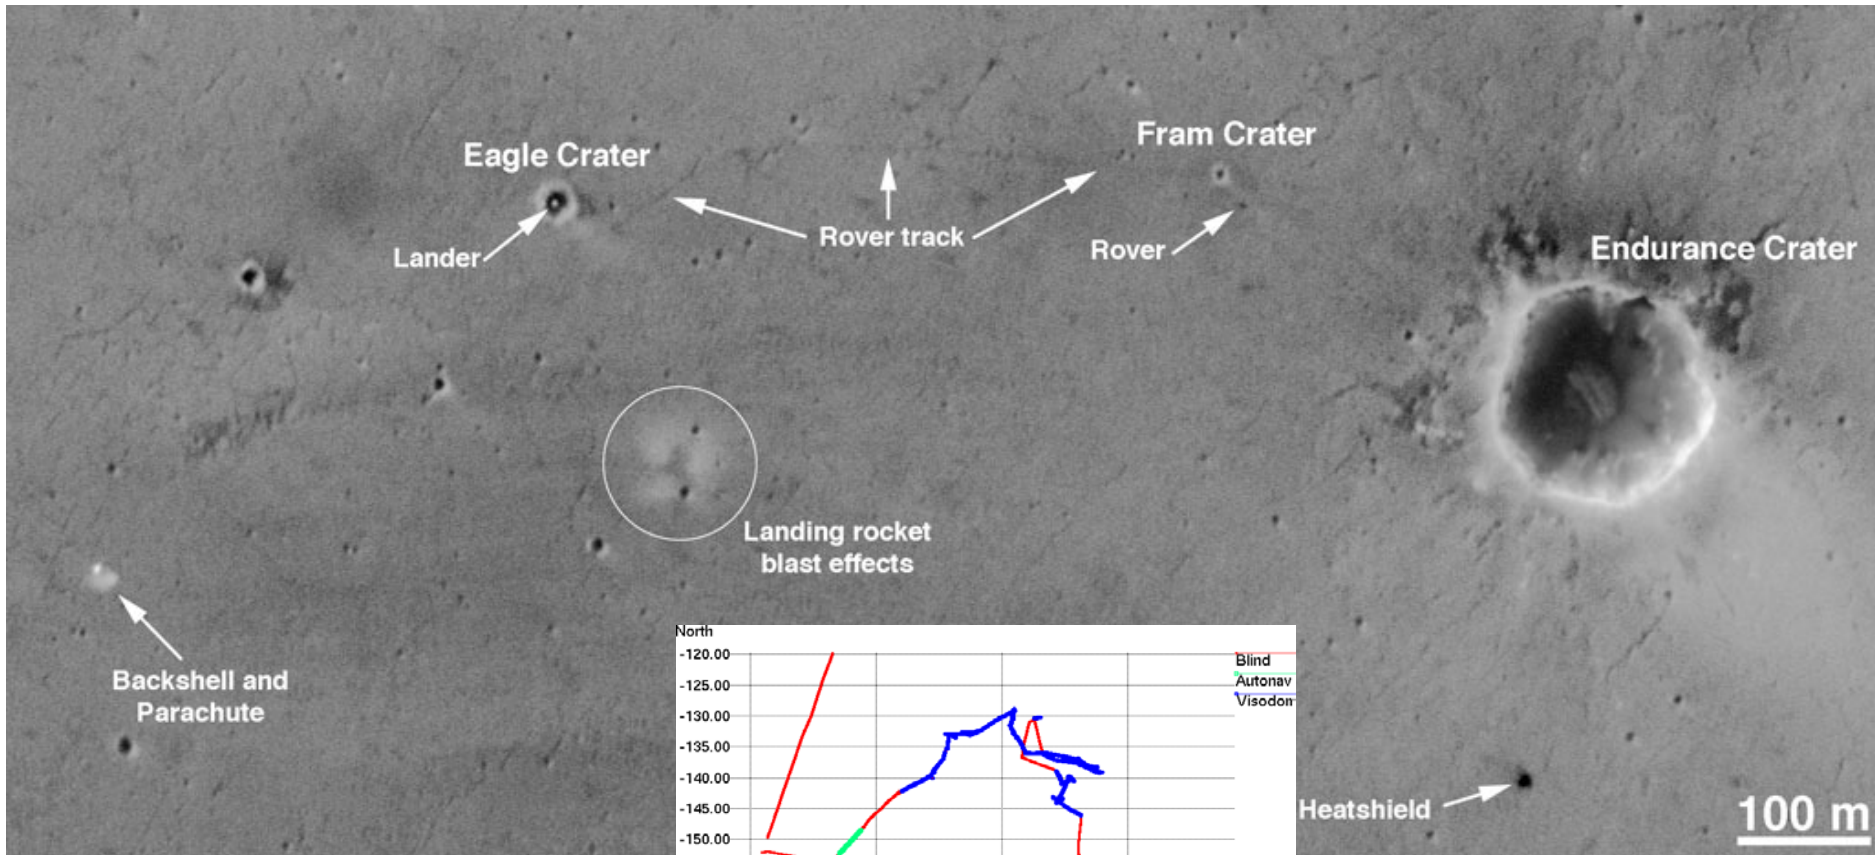 Eagle Crater
Fram Crater
Lander
Rover track
Rover
Endurance Crater
Landing rocket
blast effects
Backshell and
Parachute
North
-120.00
-125.00
-130.00
-135.00
-140.00
-145.00
-150.00
Blind
Autonav
Visodom
Heatshield
100 m